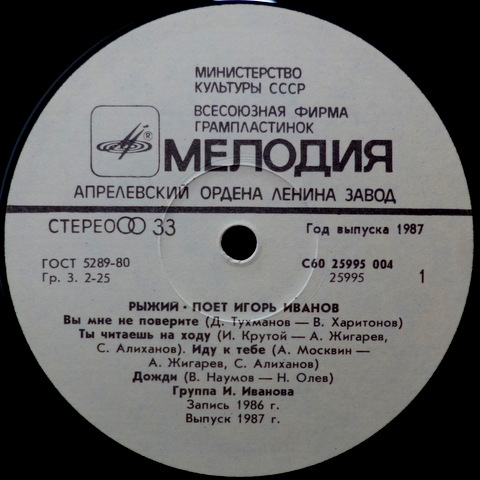 МИНИСТЕРСТВО
КУЛЬТУРЫ СССР
ВСЕСОЮЗНАЯ ФИРМА
ГРАМПЛАСТИНОК
®
МЕЛОДИЯ
АПРЕЛЕВСКИЙ ОРДЕНА ЛЕНИНА ЗАВОД
СТЕРЕО 33
Год выпуска 1987
ГОСТ 5289-80
Гр. 3. 2-25
С60 25995 004
25995
1
РЫЖИЙ · ПОЕТ ИГОРЬ ИВАНОВ
Вы мне не поверите (Д. Тухманов — В. Харитонов)
Ты читаешь на ходу (И. Крутой — А. Жигарев,
С. Алиханов). Иду к тебе (А. Москвин —
А. Жигарев, С. Алиханов)
Дожди (В. Наумов — Н. Олев)
Группа И. Иванова
Запись 1986 г.
Выпуск 1987 г.